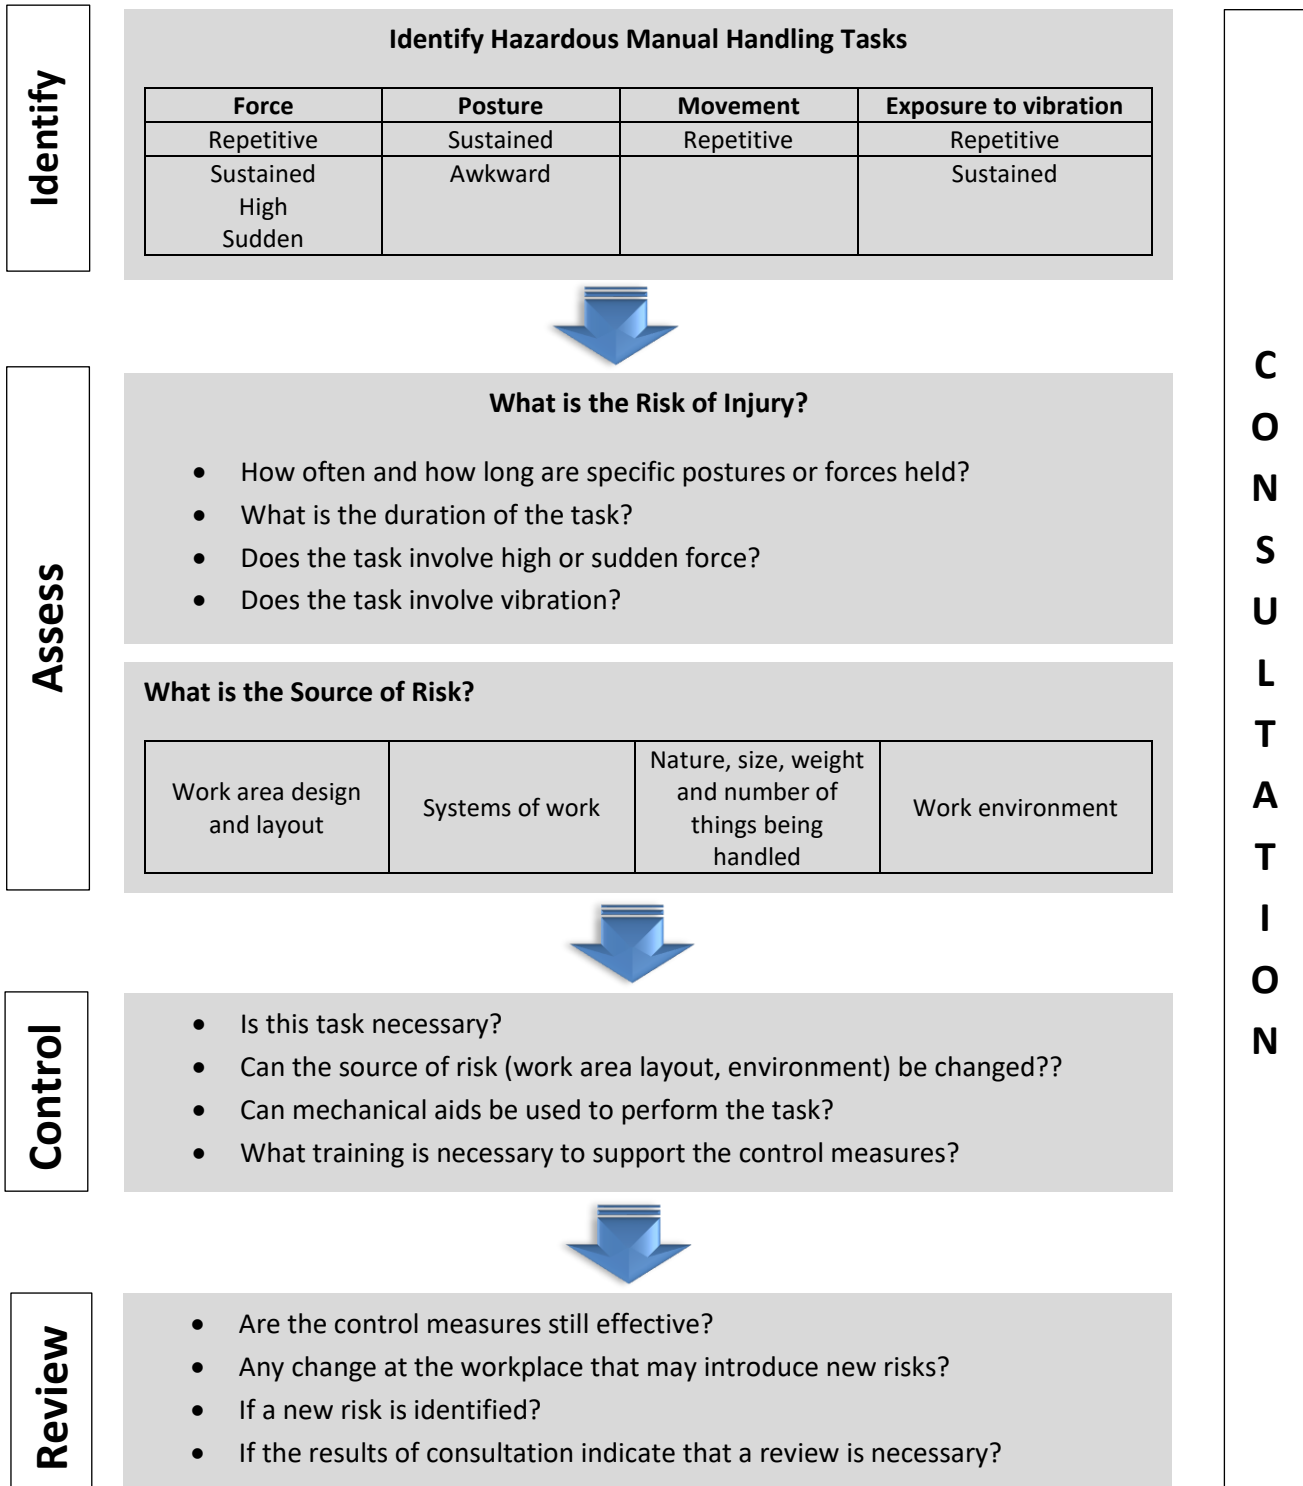 Identify
Identify Hazardous Manual Handling Tasks
Force Posture Movement Exposure to vibration
Repetitive Sustained Repetitive Repetitive
Sustained Awkward Sustained
High
Sudden
Assess
What is the Risk of Injury?
• How often and how long are specific postures or forces held?
• What is the duration of the task?
• Does the task involve high or sudden force?
• Does the task involve vibration?
What is the Source of Risk?
Work area design
and layout
Systems of work
Nature, size, weight
and number of
things being
handled
Work environment
Control
• Is this task necessary?
• Can the source of risk (work area layout, environment) be changed??
• Can mechanical aids be used to perform the task?
• What training is necessary to support the control measures?
Review
• Are the control measures still effective?
• Any change at the workplace that may introduce new risks?
• If a new risk is identified?
• If the results of consultation indicate that a review is necessary?
C
O
N
S
U
L
T
A
T
I
O
N